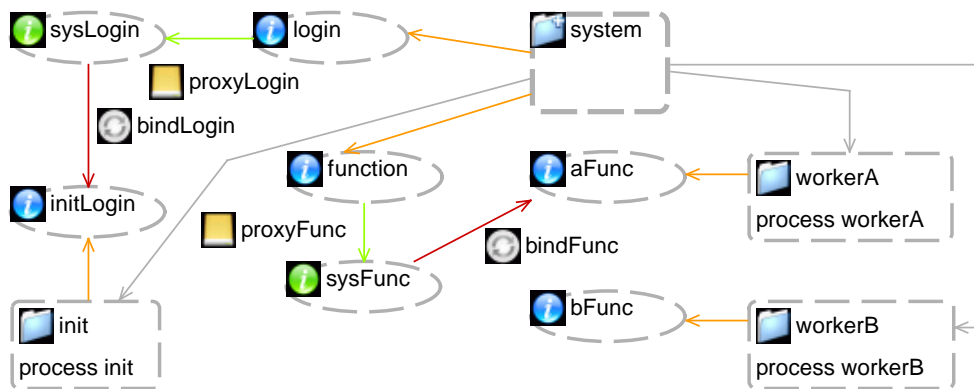 sysLogin
login
system
proxyLogin
bindLogin
function
aFunc
workerA
process workerA
initLogin
proxyFunc
bindFunc
sysFunc
init
process init
bFunc
workerB
process workerB